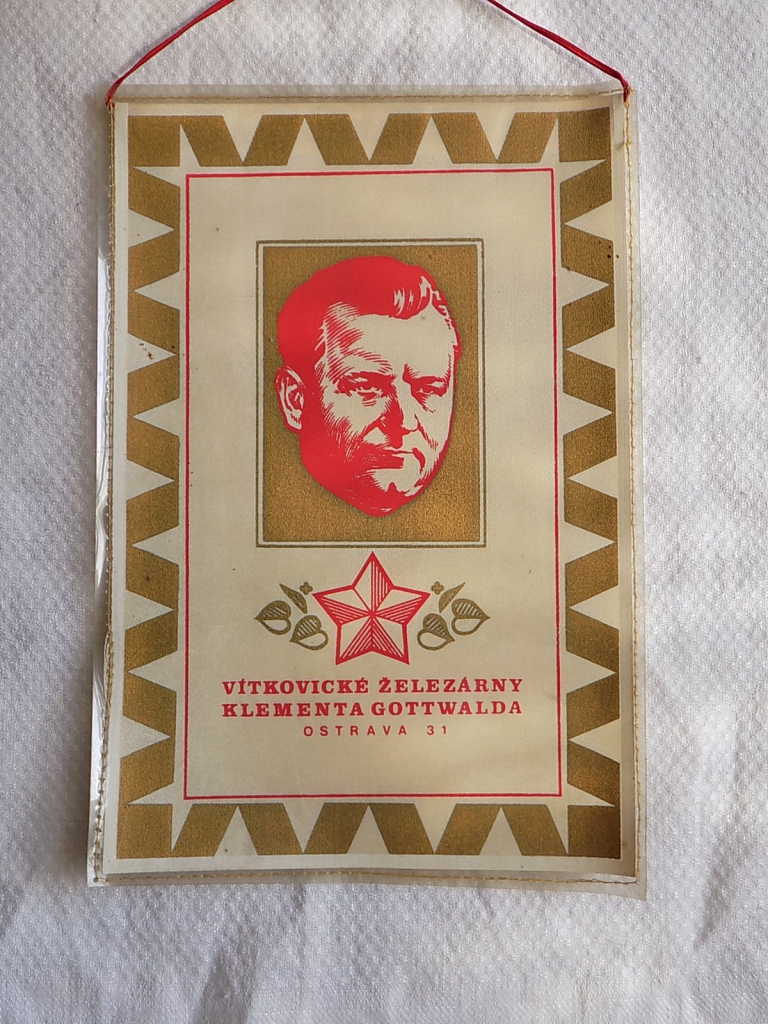 VÍTKOVICKÉ ŽELEZÁRNY
KLEMENTA GOTTWALDA
OSTRAVA 31